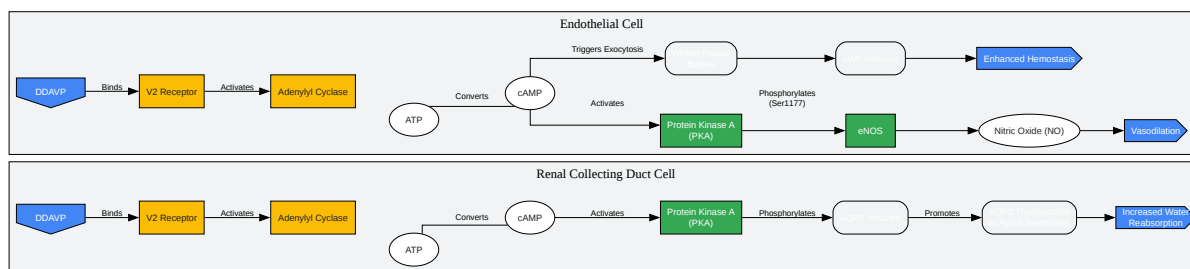 Endothelial Cell
Triggers Exocytosis
Enhanced Hemostasis
DDAVP
Binds
V2 Receptor
Activates
Adenylyl Cyclase
ATP
Converts
cAMP
Activates
Protein Kinase A
(PKA)
Phosphorylates
(Ser1177)
eNOS
Nitric Oxide (NO)
Vasodilation
Renal Collecting Duct Cell
DDAVP
Binds
V2 Receptor
Activates
Adenylyl Cyclase
ATP
Converts
cAMP
Activates
Protein Kinase A
(PKA)
Phosphorylates
AQP2 Vesicles
Promotes
Increased Water
Reabsorption